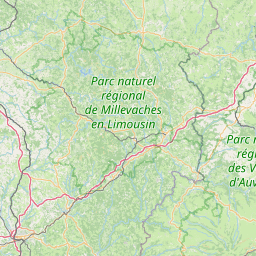 Parc naturel
régional
de Millevaches
en Limousin
Parc n
régi
des V
d'Auv